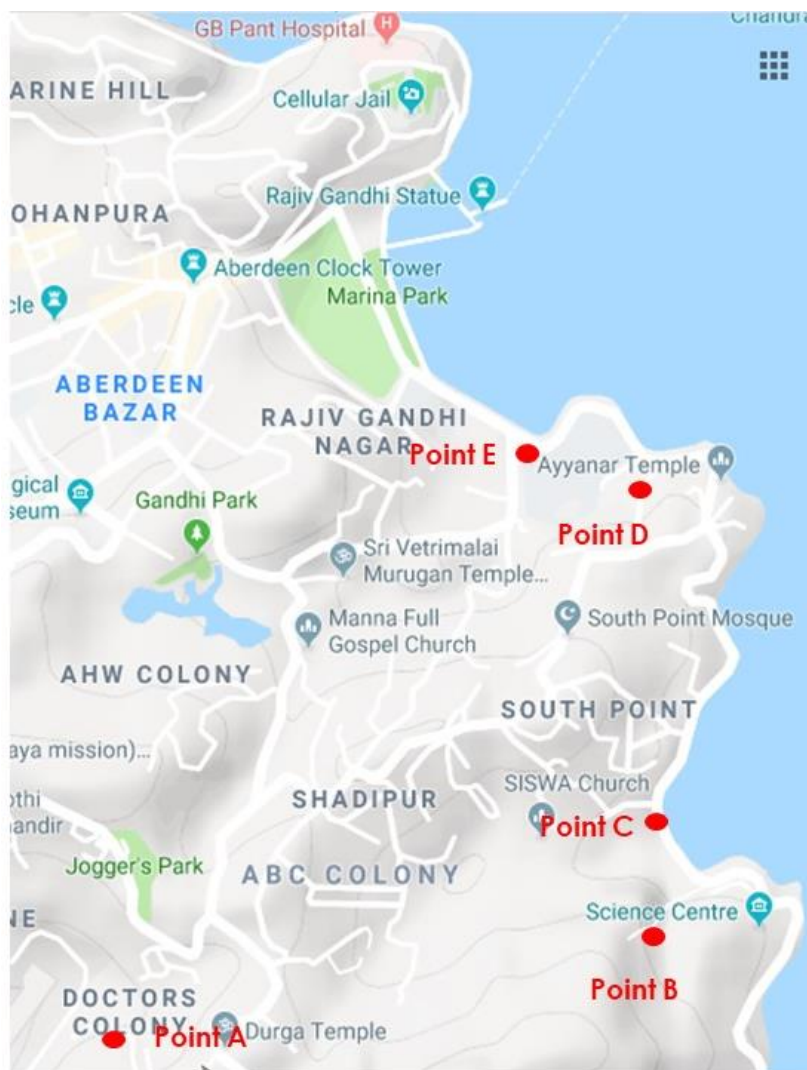 GB Pant Hospital
H
ARINE HILL
Cellular Jail
Rajiv Gandhi Statue
OHANPURA
Aberdeen Clock Tower
Marina Park
cle
ABERDEEN
BAZAR
RAJIV GANDHI
NAGAR
Point E
Ayyanar Temple
gical
seum
Gandhi Park
Point D
Sri Vetrimalai
Murugan Temple...
South Point Mosque
Manna Full
Gospel Church
AHW COLONY
SOUTH POINT
aya mission)...
SISWA Church
othi
andir
SHADIPUR
Point C
Jogger's Park
ABC COLONY
NE
Science Centre
Point B
DOCTORS
COLONY
Point A
Durga Temple